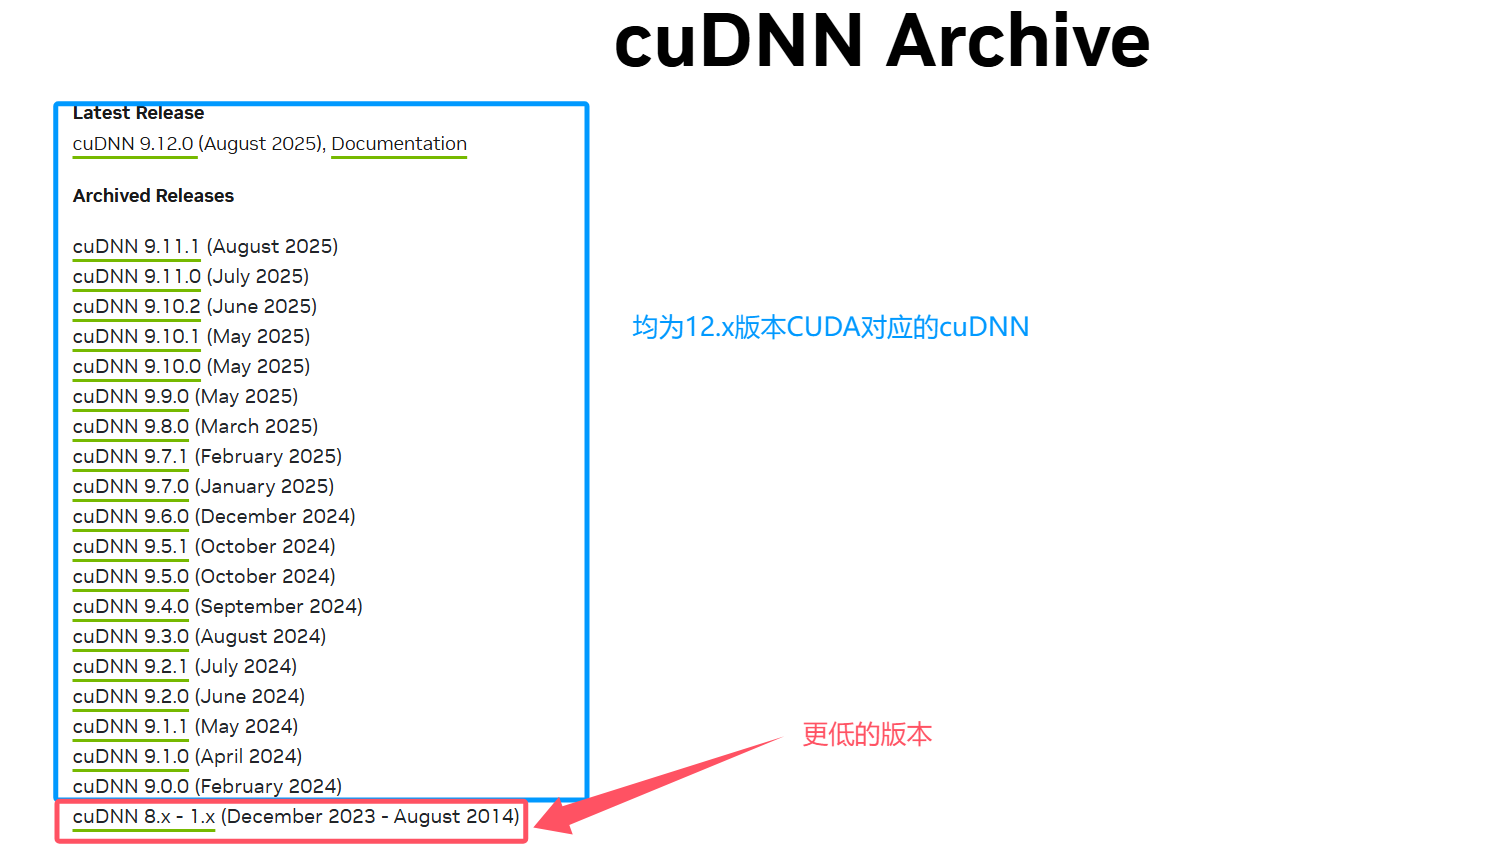 cuDNN Archive
Latest Release
cuDNN 9.12.0 (August 2025), Documentation
Archived Releases
cuDNN 9.11.1 (August 2025)
cuDNN 9.11.0 (July 2025)
cuDNN 9.10.2 (June 2025)
cuDNN 9.10.1 (May 2025)
cuDNN 9.10.0 (May 2025)
cuDNN 9.9.0 (May 2025)
cuDNN 9.8.0 (March 2025)
cuDNN 9.7.1 (February 2025)
cuDNN 9.7.0 (January 2025)
cuDNN 9.6.0 (December 2024)
cuDNN 9.5.1 (October 2024)
cuDNN 9.5.0 (October 2024)
cuDNN 9.4.0 (September 2024)
cuDNN 9.3.0 (August 2024)
cuDNN 9.2.1 (July 2024)
cuDNN 9.2.0 (June 2024)
cuDNN 9.1.1 (May 2024)
cuDNN 9.1.0 (April 2024)
cuDNN 9.0.0 (February 2024)
cuDNN 8.x - 1.x (December 2023 - August 2014)
均为12.x版本CUDA对应的cuDNN
更低的版本